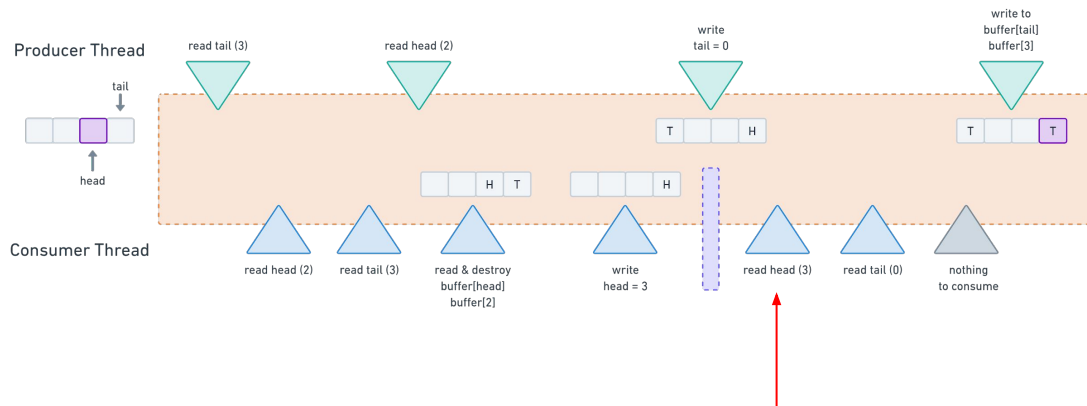 Producer Thread
read tail (3)
read head (2)
write
tail = 0
write to
buffer[tail]
buffer[3]
tail
head
T
H
T
T
H
T
H
Consumer Thread
read head (2)
read tail (3)
read & destroy
buffer[head]
buffer[2]
write
head = 3
read head (3)
read tail (0)
nothing
to consume